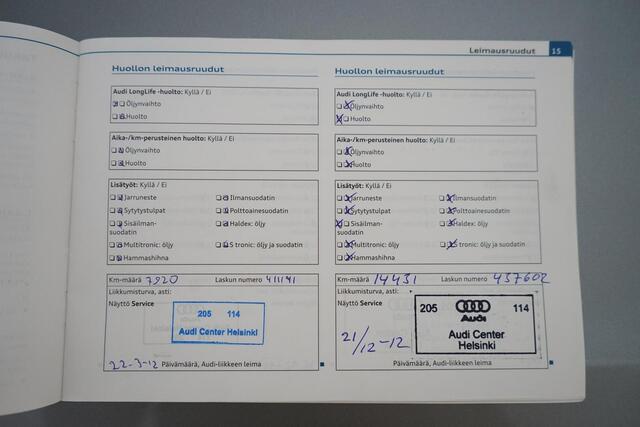 Leimausruudut 15
Huollon leimausruudut
Audi LongLife -huolto: Kyllä / Ei
Öljynvaihto
Huolto
Aika-/km-perusteinen huolto: Kyllä / Ei
Öljynvaihto
Huolto
Lisätyöt: Kyllä / Ei
Jarruneste Ilmansuodatin
Sytytystulpat Polttoainesuodatin
Sisäilman- Haldex: öljy
suodatin
Multitronic: öljy S tronic: öljy ja suodatin
Hammashihna
Km-määrä 7920 Laskun numero 411141
Liikkumisturva, asti:
Näyttö Service
205 114
Audi Center Helsinki
22-3-12 Päivämäärä, Audi-liikkeen leima
Huollon leimausruudut
Audi LongLife -huolto: Kyllä / Ei
Öljynvaihto
Huolto
Aika-/km-perusteinen huolto: Kyllä / Ei
Öljynvaihto
Huolto
Lisätyöt: Kyllä / Ei
Jarruneste Ilmansuodatin
Sytytystulpat Polttoainesuodatin
Sisäilman- Haldex: öljy
suodatin
Multitronic: öljy S tronic: öljy ja suodatin
Hammashihna
Km-määrä 14431 Laskun numero 437602
Liikkumisturva, asti:
Näyttö Service
205 114
Audi
Audi Center
Helsinki
21/12-12
Päivämäärä, Audi-liikkeen leima